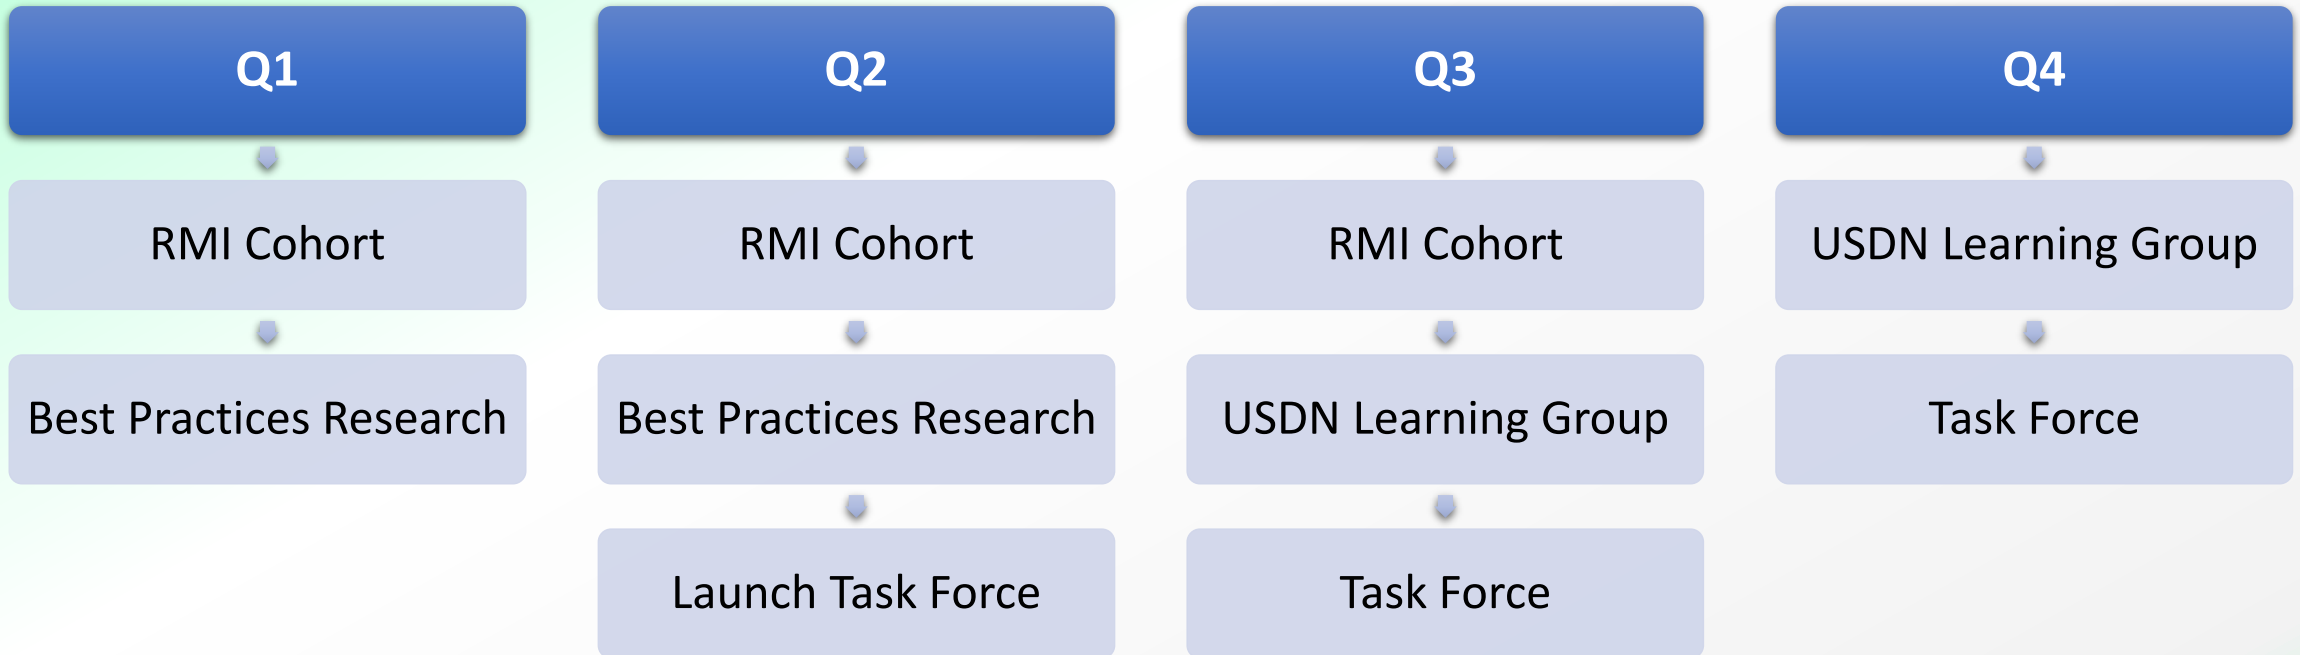 Q1
RMI Cohort
Best Practices Research
Q2
RMI Cohort
Best Practices Research
Launch Task Force
Q3
RMI Cohort
USDN Learning Group
Task Force
Q4
USDN Learning Group
Task Force